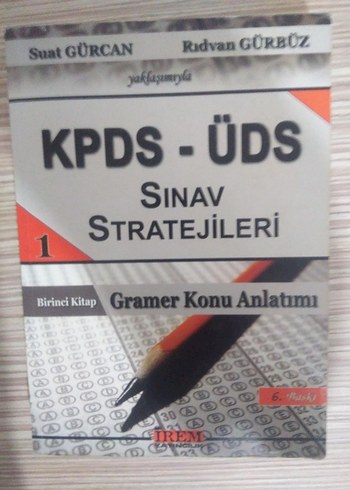 Suat GÜRCAN Rıdvan GÜRBÜZ
yaklaşımıyla
KPDS - ÜDS
SINAV
STRATEJİLERİ
1
Birinci Kitap Gramer Konu Anlatımı
6. Baskı
İREM
YAYINCILIK